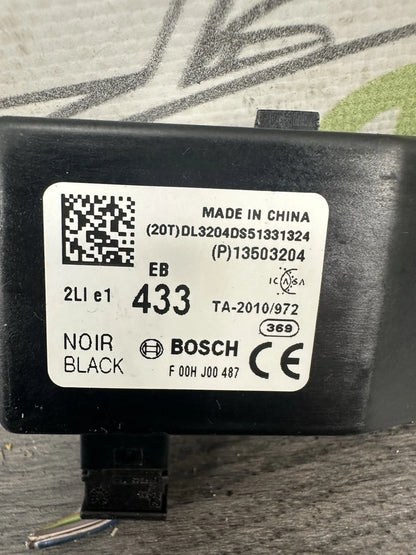 MADE IN CHINA
(20T)DL3204DS51331324
(P)13503204
EB
ICASA
2LI e1 433 TA-2010/972
369
NOIR
BLACK
BOSCH CE
F 00H J00 487